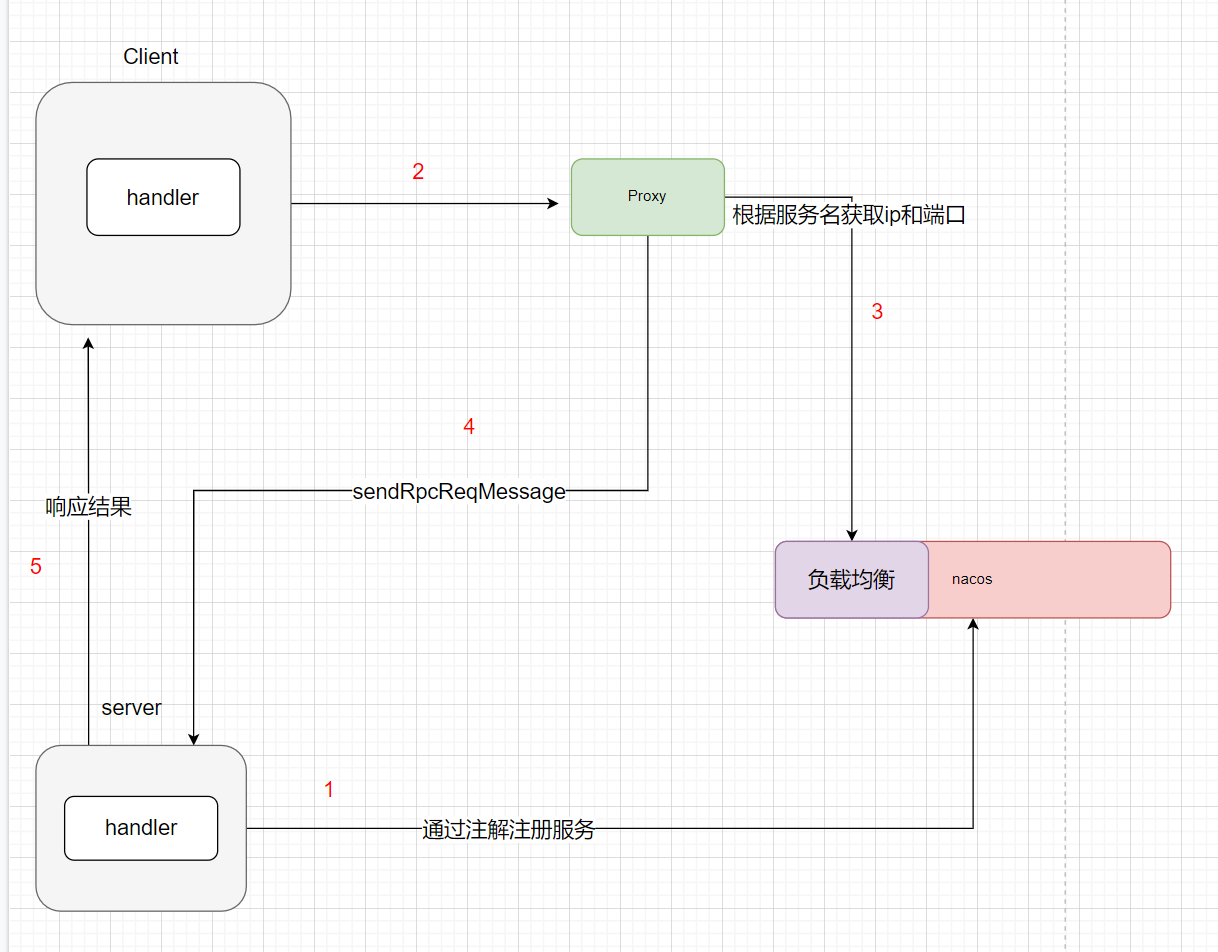 Client
handler
2
Proxy
根据服务名获取ip和端口
3
4
sendRpcReqMessage
响应结果
5
负载均衡
nacos
server
1
handler
通过注解注册服务